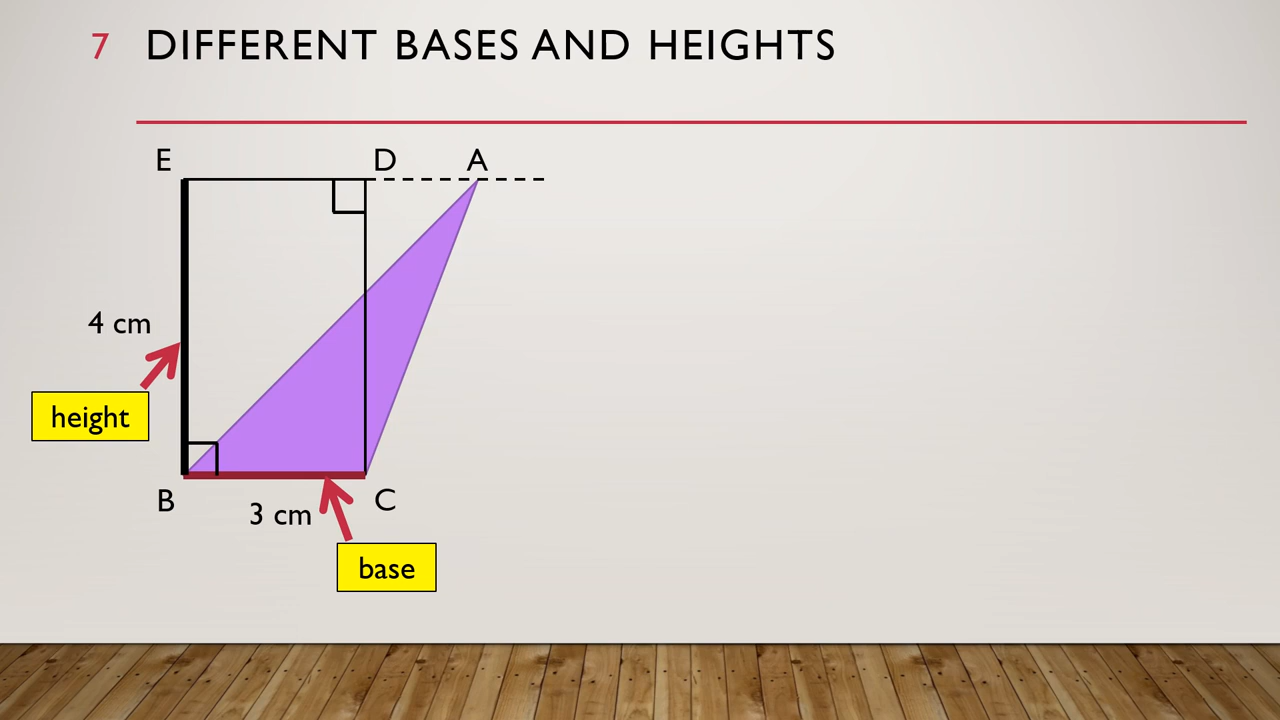 7 DIFFERENT BASES AND HEIGHTS
E D A
4 cm
height
B C
3 cm
base